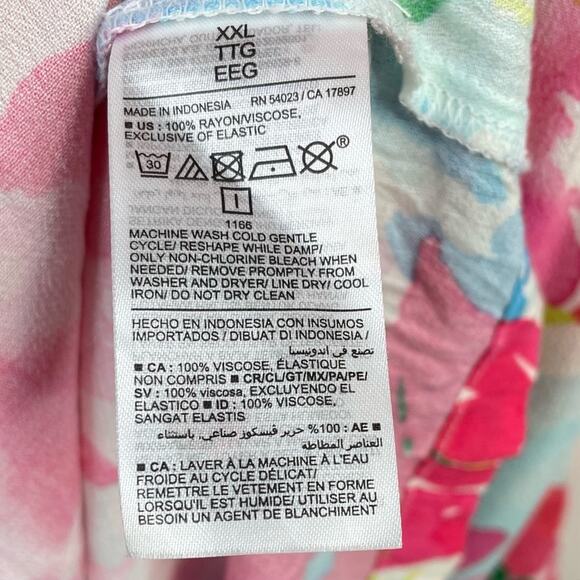 XXL
TTG
EEG
MADE IN INDONESIA RN 54023 / CA 17897
■ US : 100% RAYON/VISCOSE,
EXCLUSIVE OF ELASTIC
30 ®
I
1166
MACHINE WASH COLD GENTLE
CYCLE/ RESHAPE WHILE DAMP/
ONLY NON-CHLORINE BLEACH WHEN
NEEDED/ REMOVE PROMPTLY FROM
WASHER AND DRYER/ LINE DRY/ COOL
IRON/ DO NOT DRY CLEAN
HECHO EN INDONESIA CON INSUMOS
IMPORTADOS / DIBUAT DI INDONESIA /
تصنع في اندونيسيا
■ CA : 100% VISCOSE, ÉLASTIQUE
NON COMPRIS ■ CR/CL/GT/MX/PA/PE/
SV : 100% viscosa, EXCLUYENDO EL
ELASTICO ■ ID : 100% VISCOSE,
SANGAT ELASTIS
■ AE : 100% حرير فيسكوز صناعي, باستثناء
العناصر المطاطه
■ CA : LAVER À LA MACHINE À L'EAU
FROIDE AU CYCLE DÉLICAT/
REMETTRE LE VETEMENT EN FORME
LORSQU'IL EST HUMIDE/ UTILISER AU
BESOIN UN AGENT DE BLANCHIMENT